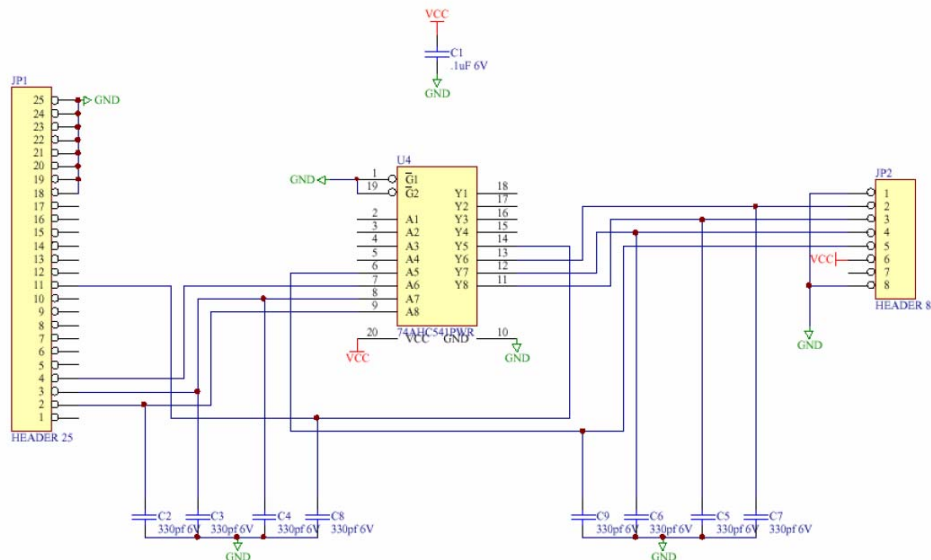 VCC
C1
.1uF 6V
GND
JP1
25
24
23
22
21
20
19
18
17
16
15
14
13
12
11
10
9
8
7
6
5
4
3
2
1
HEADER 25
GND
U4
GND
1
19
G1
G2
2
3
4
5
6
7
8
9
A1
A2
A3
A4
A5
A6
A7
A8
Y1
Y2
Y3
Y4
Y5
Y6
Y7
Y8
18
17
16
15
14
13
12
11
74AHC541PWR
20
VCC
GND
10
VCC
GND
JP2
1
2
3
4
5
6
7
8
VCC
HEADER 8
GND
C2
330pf 6V
C3
330pf 6V
C4
330pf 6V
C8
330pf 6V
GND
C9
330pf 6V
C6
330pf 6V
C5
330pf 6V
C7
330pf 6V
GND